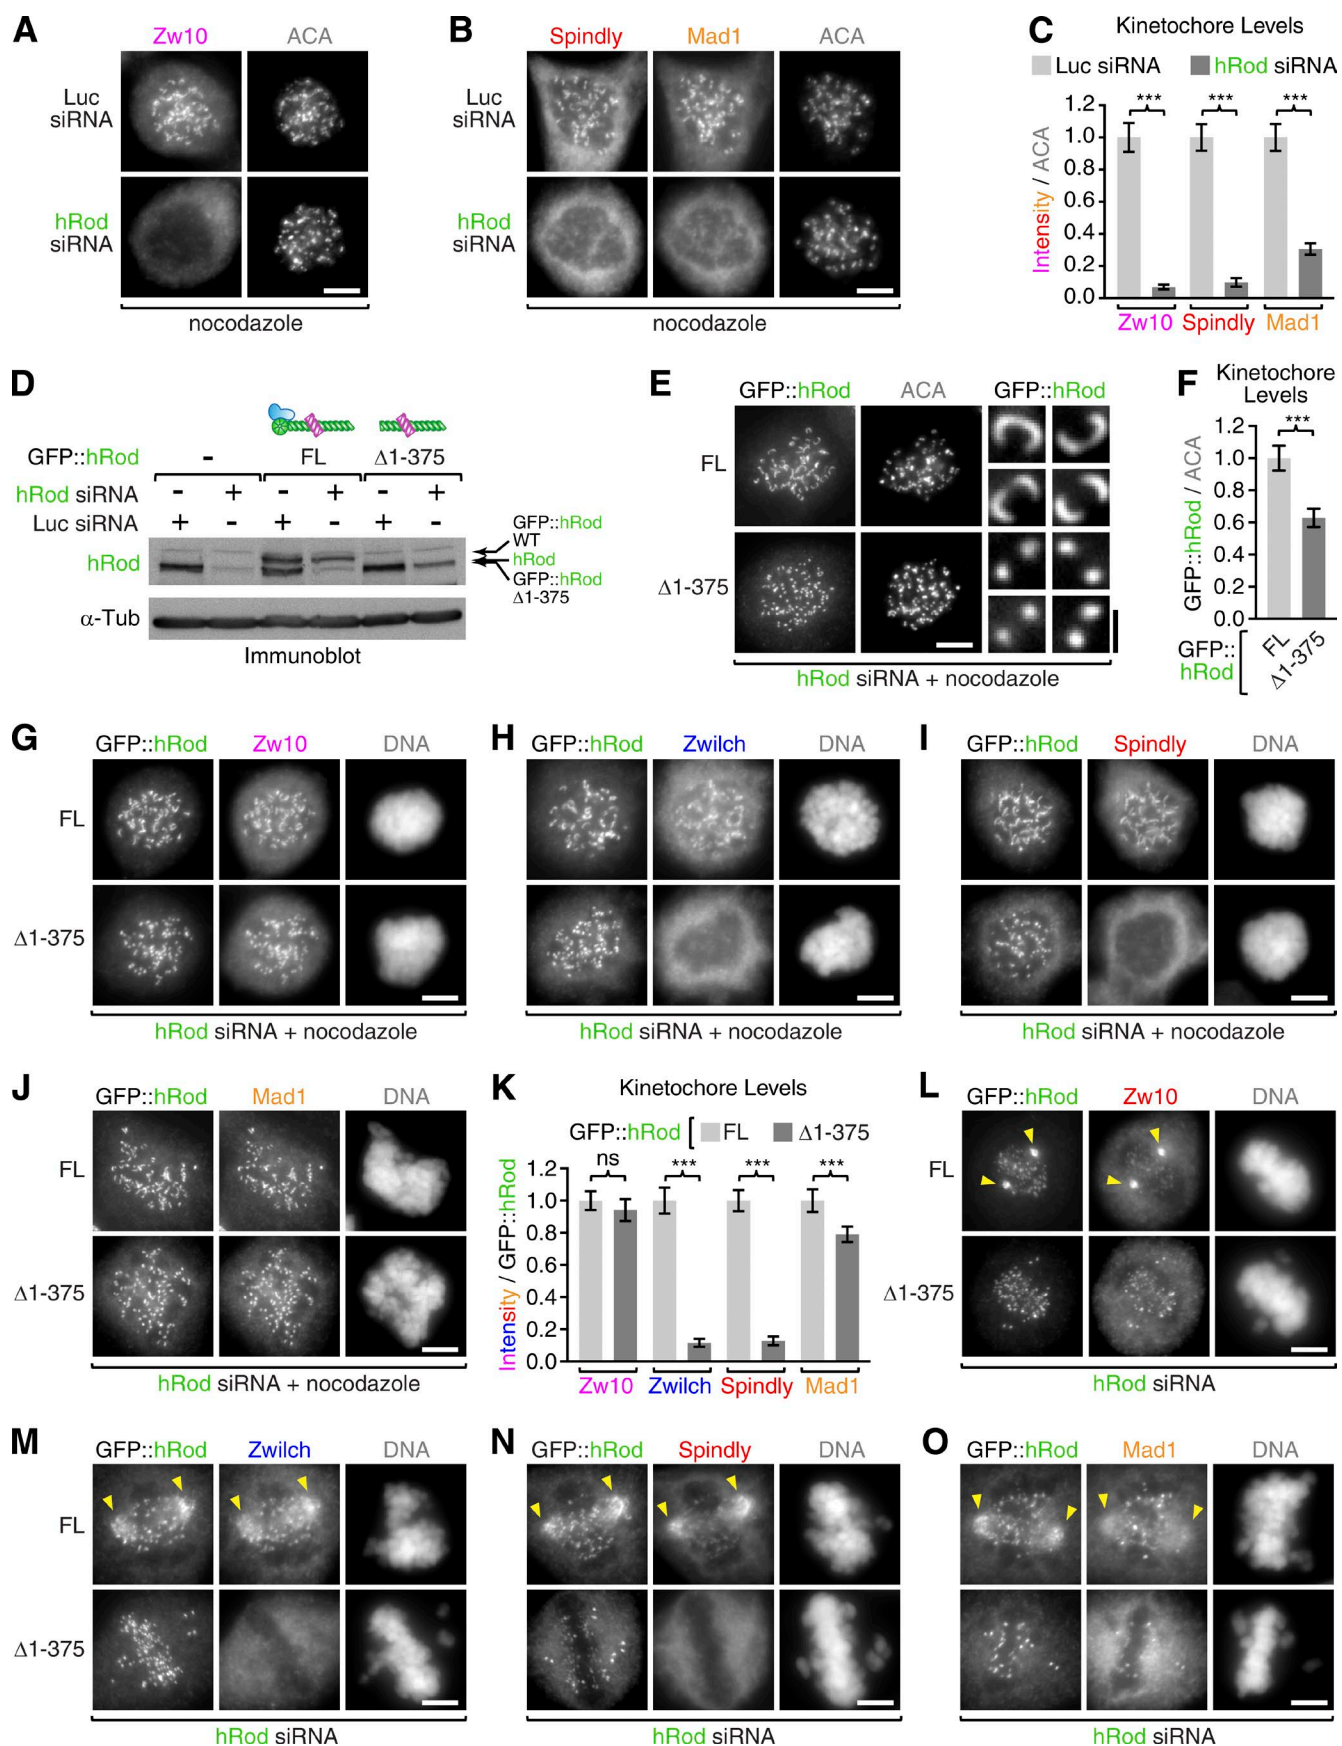 A
Zw10
ACA
Luc
siRNA
hRod
siRNA
nocodazole
B
Spindly
Mad1
ACA
Luc
siRNA
hRod
siRNA
nocodazole
C
Kinetochore Levels
Luc siRNA
hRod siRNA
Intensity / ACA
1.2
1.0
0.8
0.6
0.4
0.2
0.0
***
***
***
Zw10
Spindly
Mad1
D
GFP::hRod
-
FL
Δ1-375
hRod siRNA
- + - + - +
Luc siRNA
+ - + - + -
hRod
GFP::hRod
WT
hRod
GFP::hRod
Δ1-375
α-Tub
Immunoblot
E
GFP::hRod
ACA
GFP::hRod
FL
Δ1-375
hRod siRNA + nocodazole
F
Kinetochore
Levels
GFP::hRod / ACA
1.2
1.0
0.8
0.6
0.4
0.2
0.0
***
GFP::
hRod
FL
Δ1-375
G
GFP::hRod
Zw10
DNA
FL
Δ1-375
hRod siRNA + nocodazole
H
GFP::hRod
Zwilch
DNA
hRod siRNA + nocodazole
I
GFP::hRod
Spindly
DNA
hRod siRNA + nocodazole
J
GFP::hRod
Mad1
DNA
FL
Δ1-375
hRod siRNA + nocodazole
K
Kinetochore Levels
GFP::hRod
FL
Δ1-375
Intensity / GFP::hRod
1.2
1.0
0.8
0.6
0.4
0.2
0.0
ns
***
***
***
Zw10
Zwilch
Spindly
Mad1
L
GFP::hRod
Zw10
DNA
FL
Δ1-375
hRod siRNA
M
GFP::hRod
Zwilch
DNA
FL
Δ1-375
hRod siRNA
N
GFP::hRod
Spindly
DNA
hRod siRNA
O
GFP::hRod
Mad1
DNA
hRod siRNA